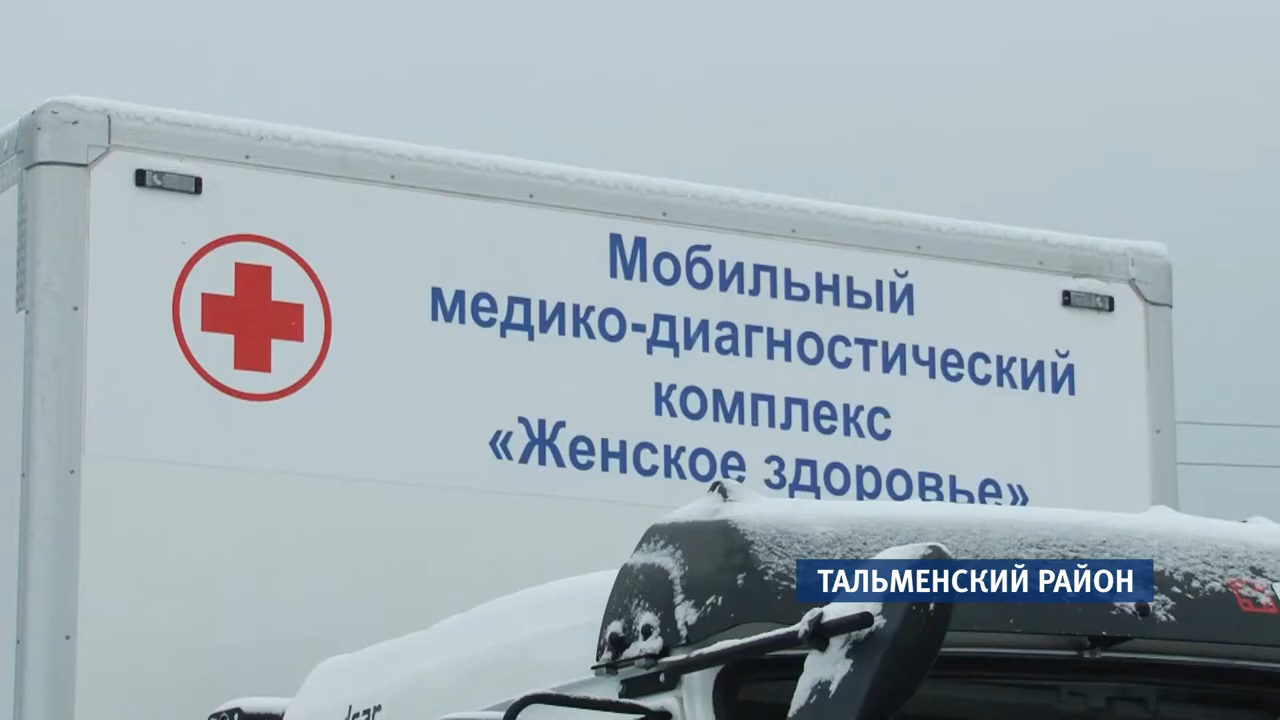 Мобильный
медико-диагностический
комплекс
«Женское здоровье»
ТАЛЬМЕНСКИЙ РАЙОН